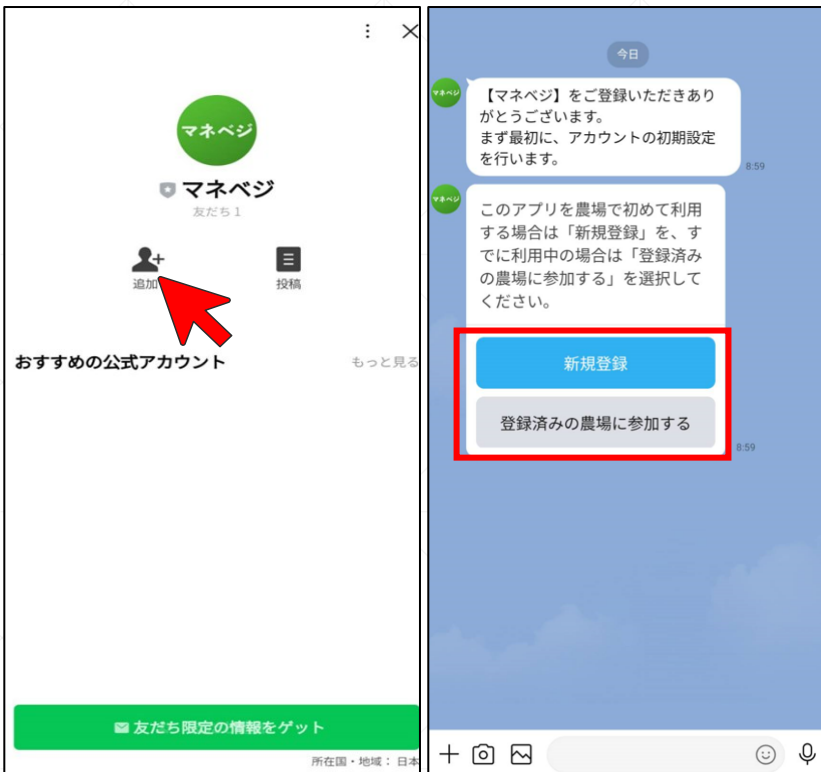 マネベジ
マネベジ
友だち 1
追加
投稿
おすすめの公式アカウント
もっと見る
友だち限定の情報をゲット
所在国・地域： 日本
今日
マネベジ
【マネベジ】をご登録いただきあり
がとうございます。
まず最初に、アカウントの初期設定
を行います。
8:59
マネベジ
このアプリを農場で初めて利用
する場合は「新規登録」を、す
でに利用中の場合は「登録済み
の農場に参加する」を選択して
ください。
新規登録
登録済みの農場に参加する
8:59